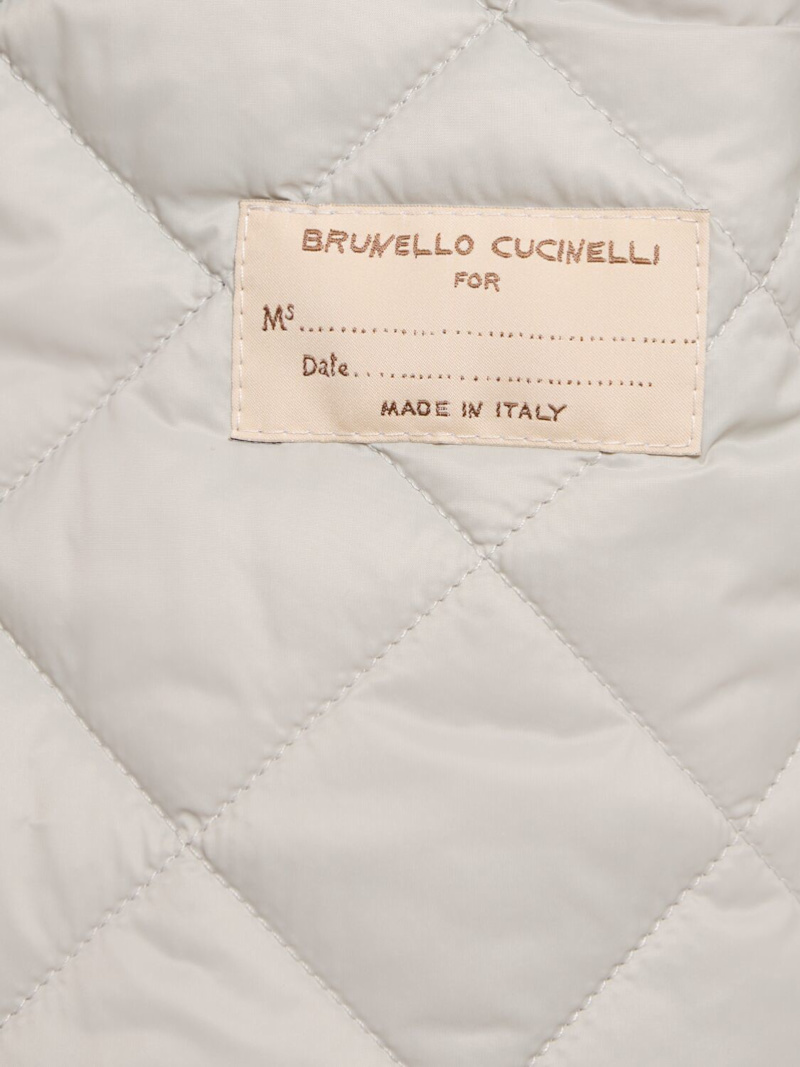 BRUNELLO CUCINELLI
FOR
Ms....................................................
Date........................................
MADE IN ITALY